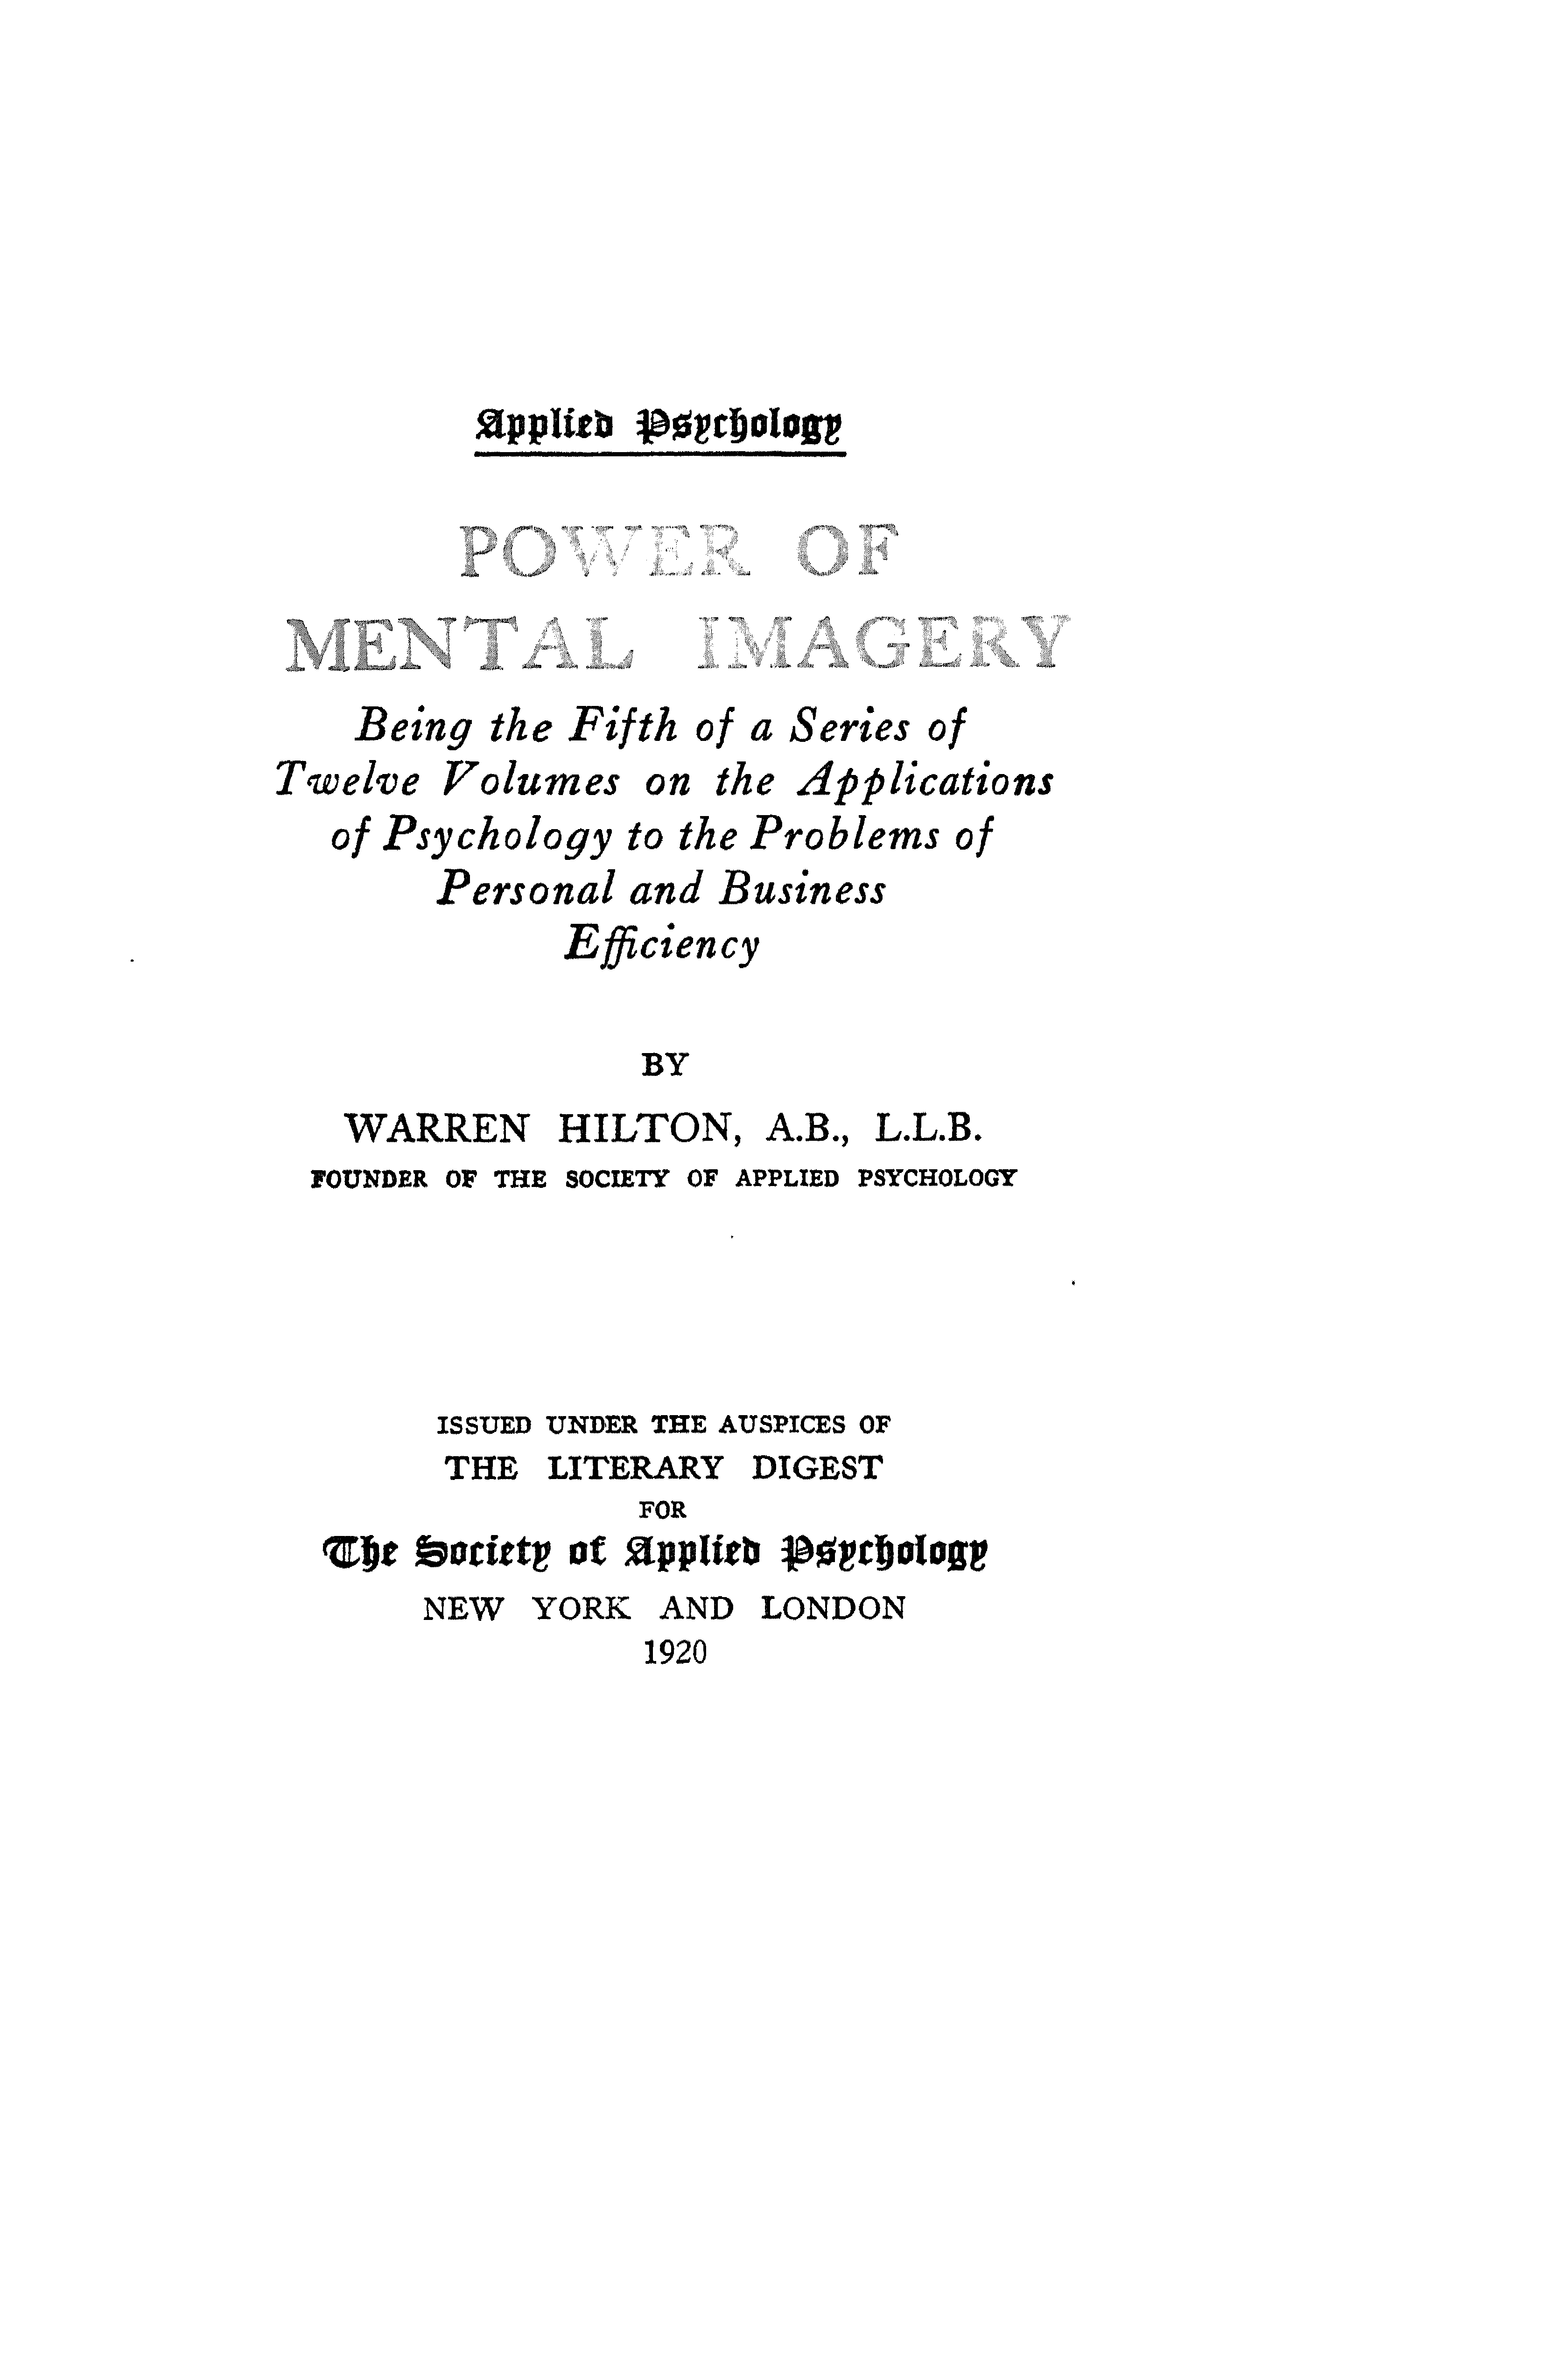 Applied Psychology
POWER OF
MENTAL IMAGERY
Being the Fifth of a Series of
Twelve Volumes on the Applications
of Psychology to the Problems of
Personal and Business
Efficiency
BY
WARREN HILTON, A.B., L.L.B.
FOUNDER OF THE SOCIETY OF APPLIED PSYCHOLOGY
ISSUED UNDER THE AUSPICES OF
THE LITERARY DIGEST
FOR
The Society of Applied Psychology
NEW YORK AND LONDON
1920